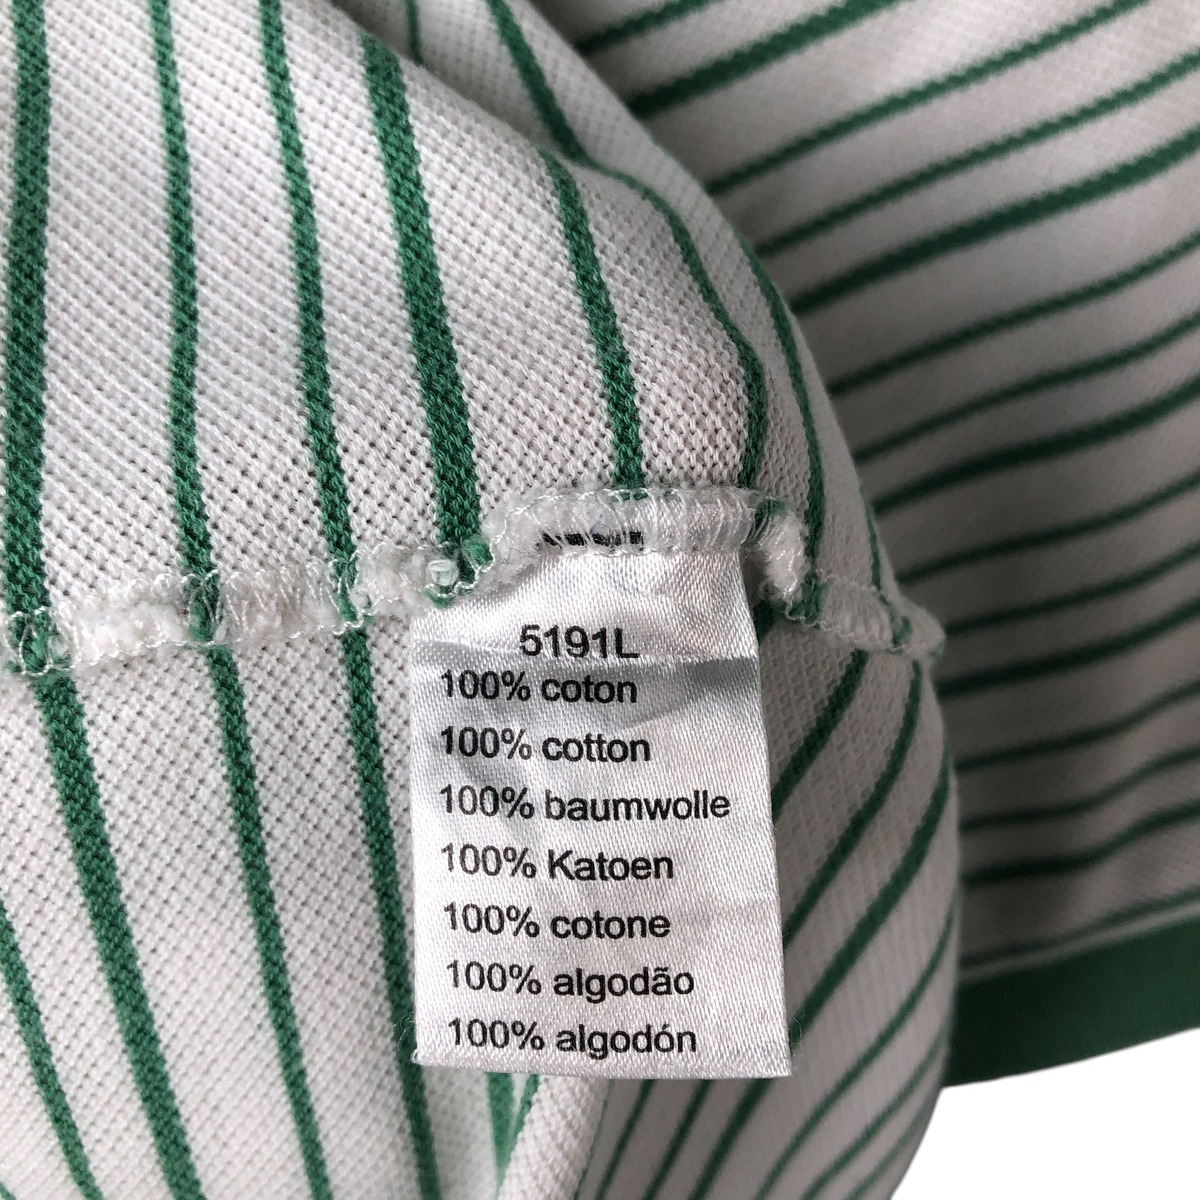 5191L
100% coton
100% cotton
100% baumwolle
100% Katoen
100% cotone
100% algodão
100% algodón